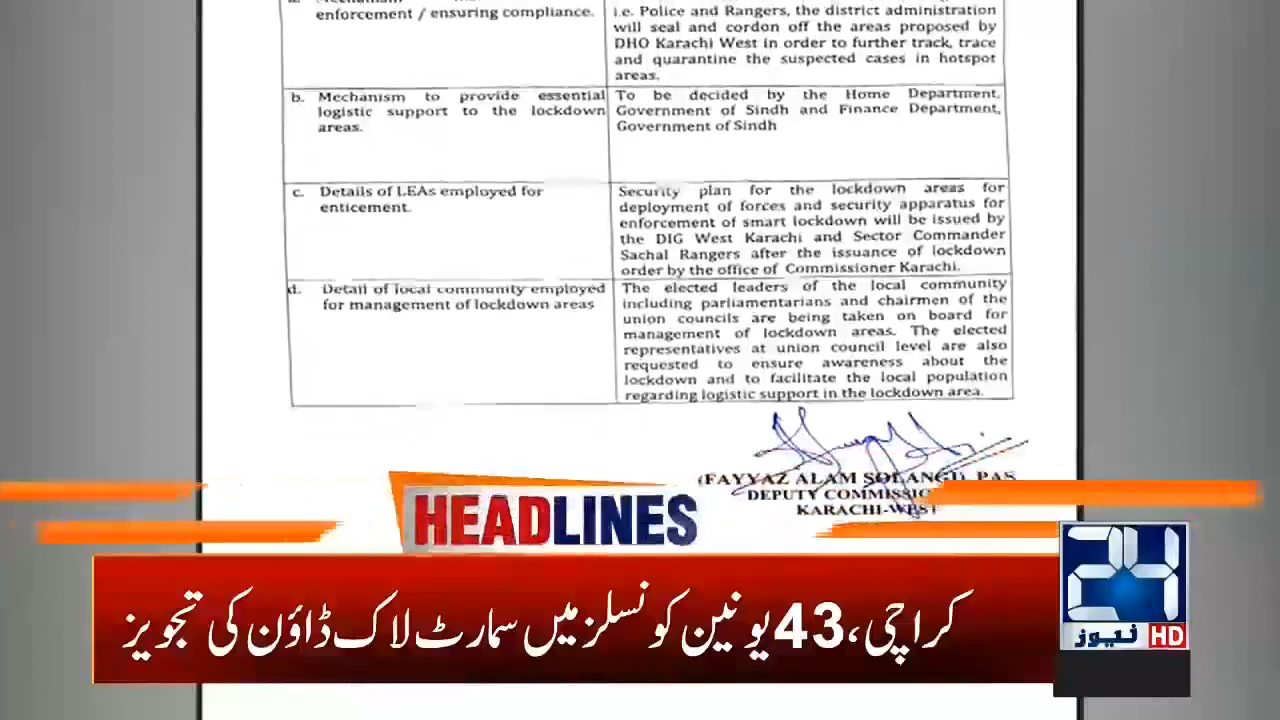 enforcement / ensuring compliance.
i.e. Police and Rangers, the district administration
will seal and cordon off the areas proposed by
DHO Karachi West in order to further track, trace
and quarantine the suspected cases in hotspot
areas.
b. Mechanism to provide essential
logistic support to the lockdown
areas.
To be decided by the Home Department,
Government of Sindh and Finance Department,
Government of Sindh
c. Details of LEAs employed for
enticement.
Security plan for the lockdown areas for
deployment of forces and security apparatus for
enforcement of smart lockdown will be issued by
the DIG West Karachi and Sector Commander
Sachal Rangers after the issuance of lockdown
order by the office of Commissioner Karachi.
d. Detail of local community employed
for management of lockdown areas
The elected leaders of the local community
including parliamentarians and chairmen of the
union councils are being taken on board for
management of lockdown areas. The elected
representatives at union council level are also
requested to ensure awareness about the
lockdown and to facilitate the local population
regarding logistic support in the lockdown area.
(FAYYAZ ALAM SOLANGI), PAS
DEPUTY
KARACHI-WEST
HEADLINES
کراچی، 43 یونین کونسلز میں سمارٹ لاک ڈاؤن کی تجویز
24
نیوز HD